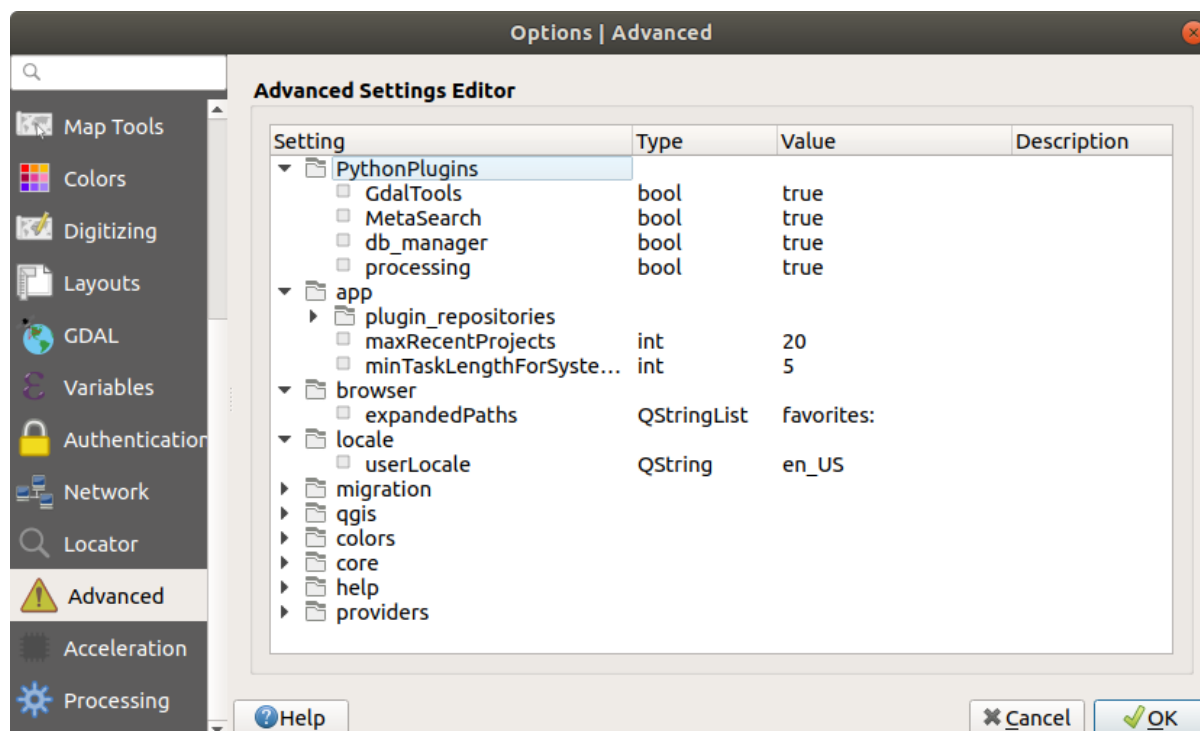 Options | Advanced
Map Tools
Colors
Digitizing
Layouts
GDAL
Variables
Authentication
Network
Locator
Advanced
Acceleration
Processing
Advanced Settings Editor
Setting Type Value Description
PythonPlugins
GdalTools bool true
MetaSearch bool true
db_manager bool true
processing bool true
app
plugin_repositories
maxRecentProjects int 20
minTaskLengthForSyste... int 5
browser
expandedPaths QStringList favorites:
locale
userLocale QString en_US
migration
qgis
colors
core
help
providers
Help Cancel OK